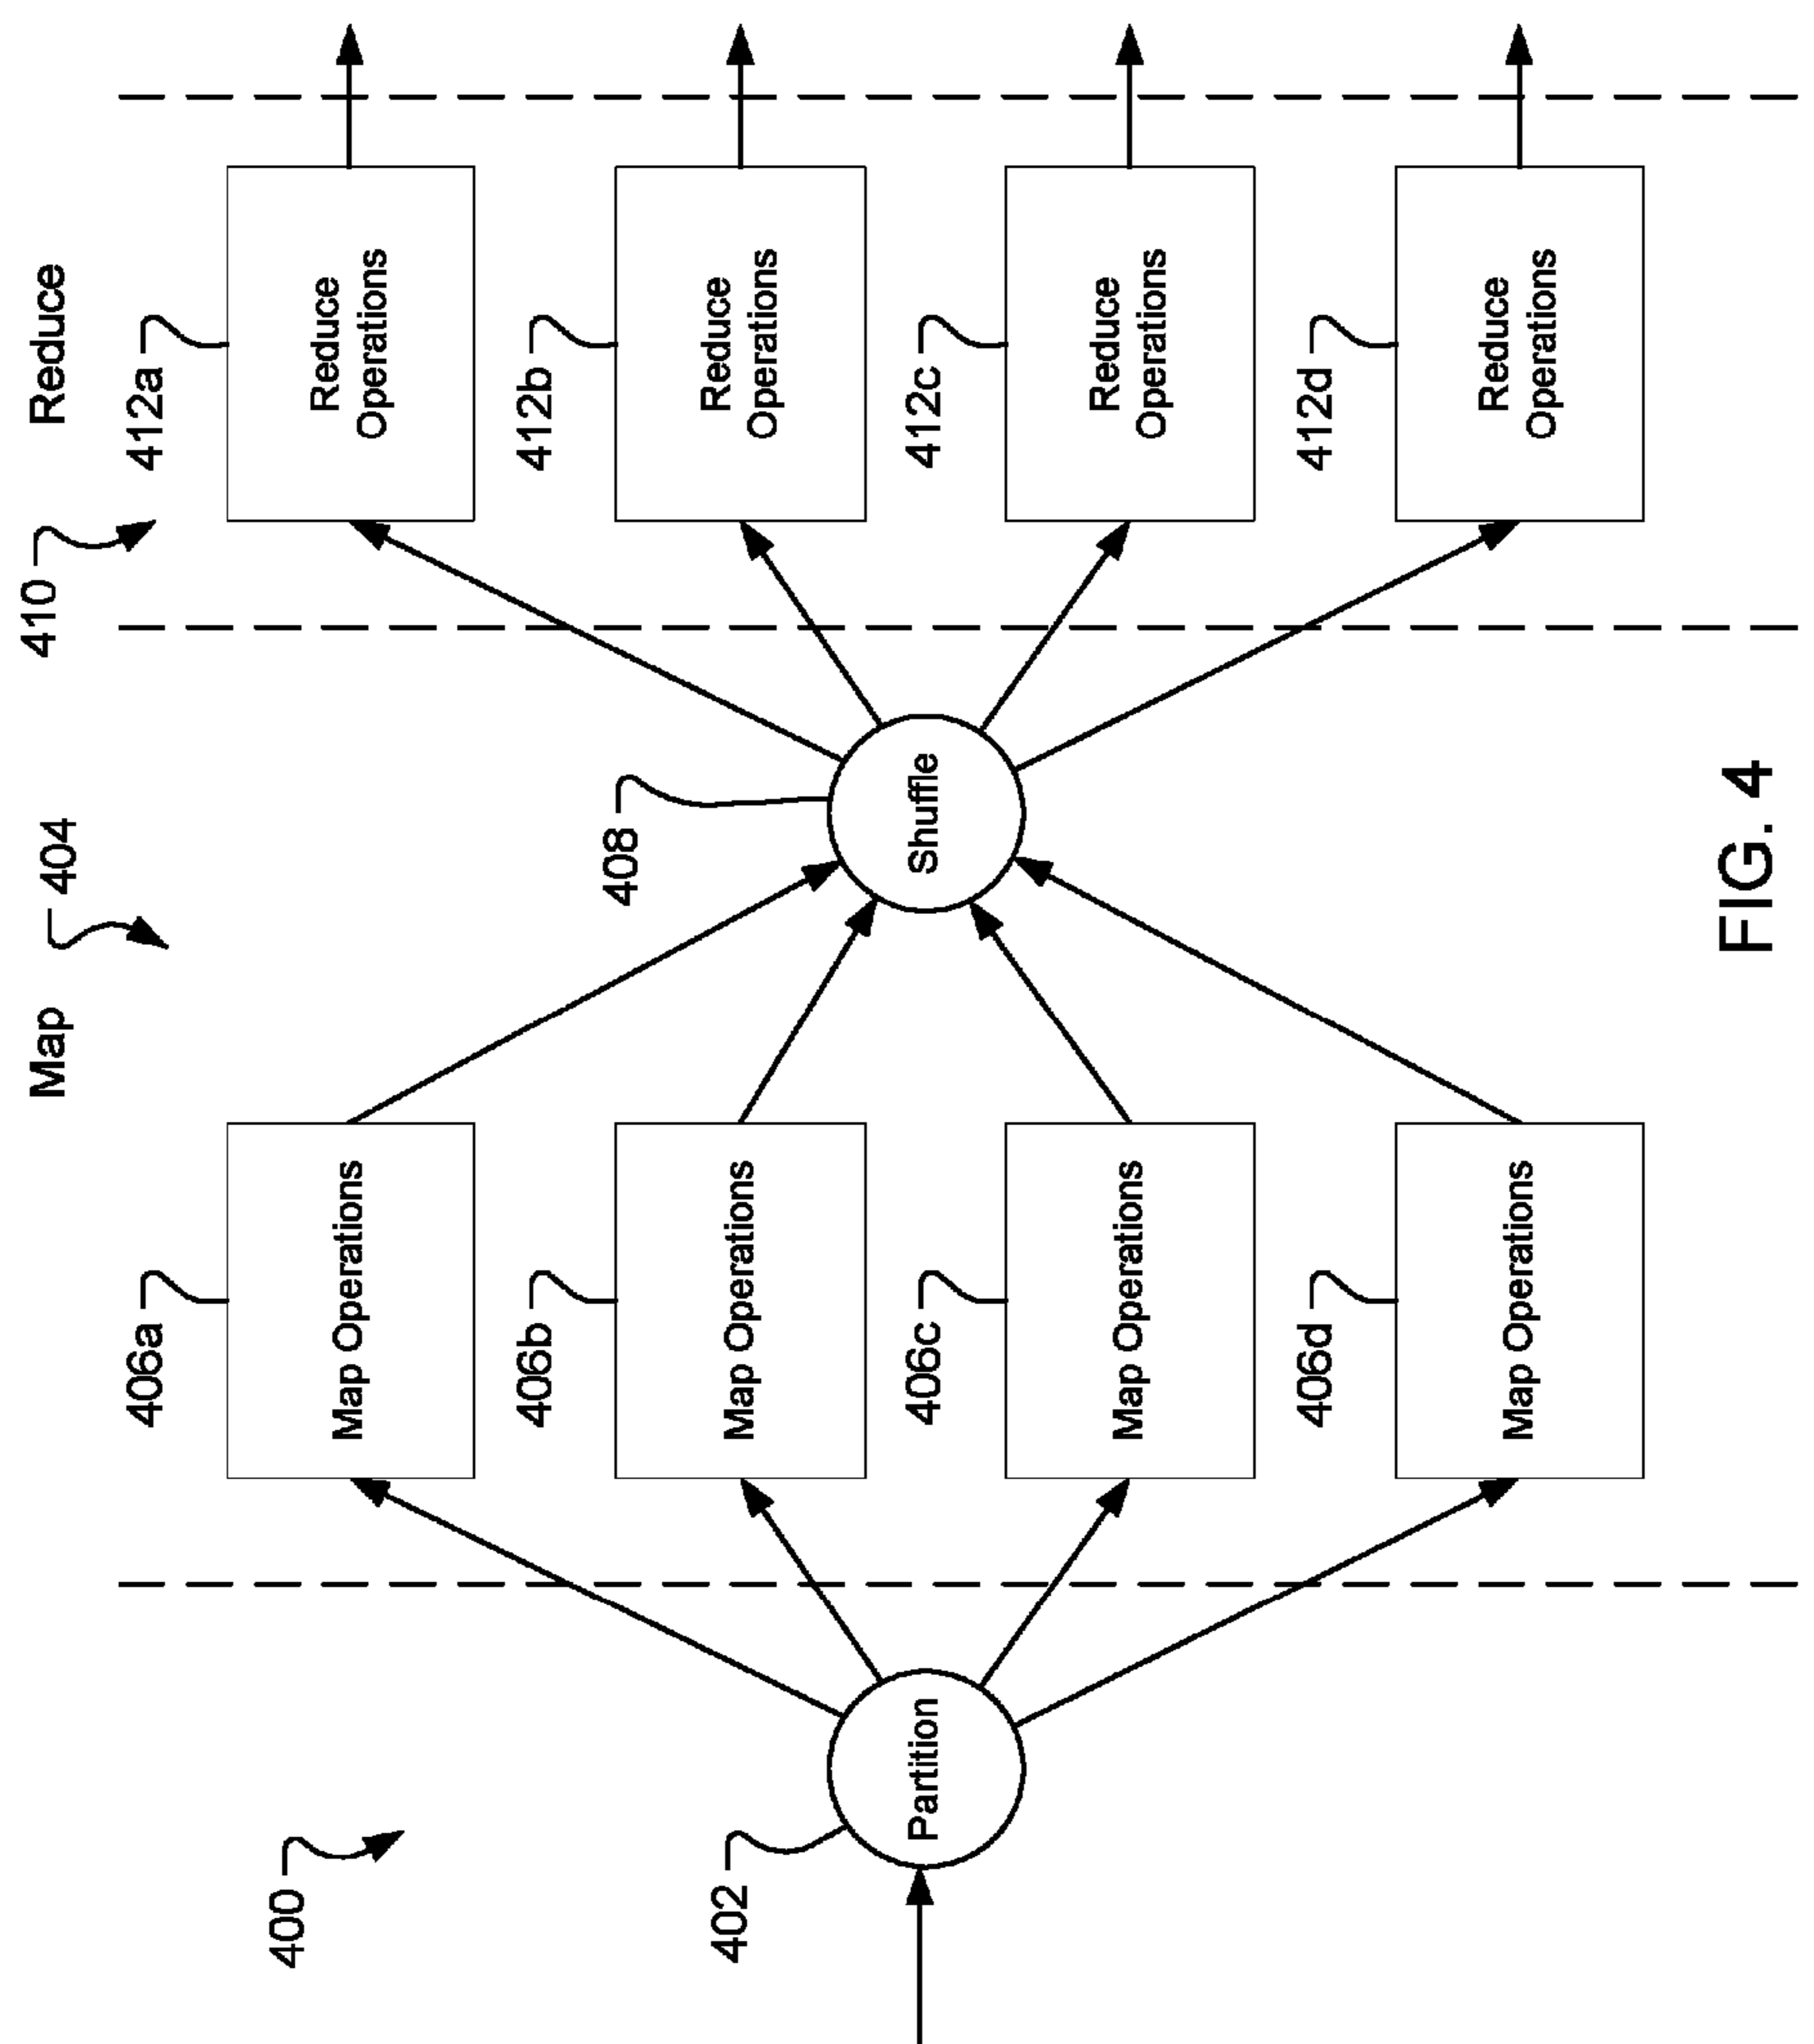 Map
404
410
Reduce
400
406a
Map Operations
412a
Reduce
Operations
406b
Map Operations
412b
Reduce
Operations
402
Partition
408
Shuffle
406c
Map Operations
412c
Reduce
Operations
406d
Map Operations
412d
Reduce
Operations
FIG. 4